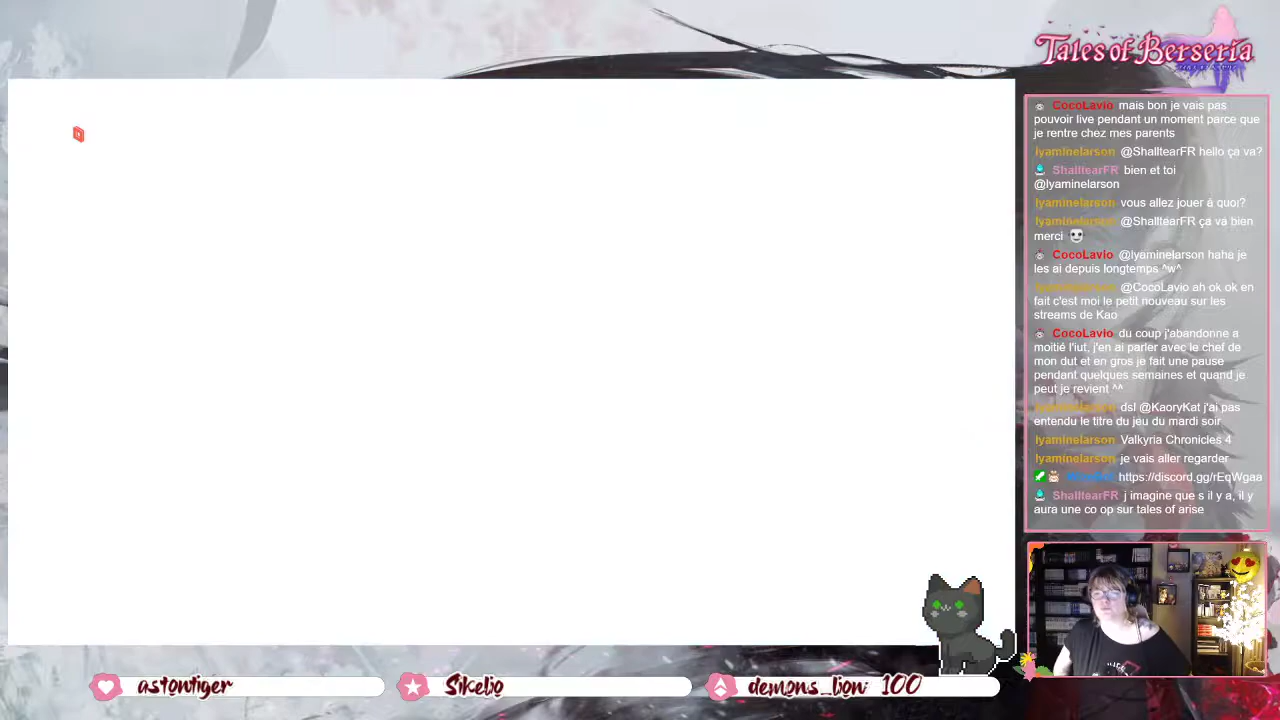 Tales of Berseria
CocoLavio mais bon je vais pas
pouvoir live pendant un moment parce que
je rentre chez mes parents
lyaminelarson @ShalltearFR hello ça va?
ShalltearFR bien et toi
@lyaminelarson
lyaminelarson vous allez jouer à quoi?
lyaminelarson @ShalltearFR ça va bien
merci
CocoLavio @lyaminelarson haha je
les ai depuis longtemps ^w^
lyaminelarson @CocoLavio ah ok ok en
fait c'est moi le petit nouveau sur les
streams de Kao
CocoLavio du coup j'abandonne a
moitié l'iut, j'en ai parler avec le chef de
mon dut et en gros je fait une pause
pendant quelques semaines et quand je
peut je revient ^^
lyaminelarson dsl @KaoryKat j'ai pas
entendu le titre du jeu du mardi soir
lyaminelarson Valkyria Chronicles 4
lyaminelarson je vais aller regarder
https://discord.gg/rEqWgaa
ShalltearFR j imagine que s il y a, il y
aura une co op sur tales of arise
astontiger
Sikelio
demons_lion 100